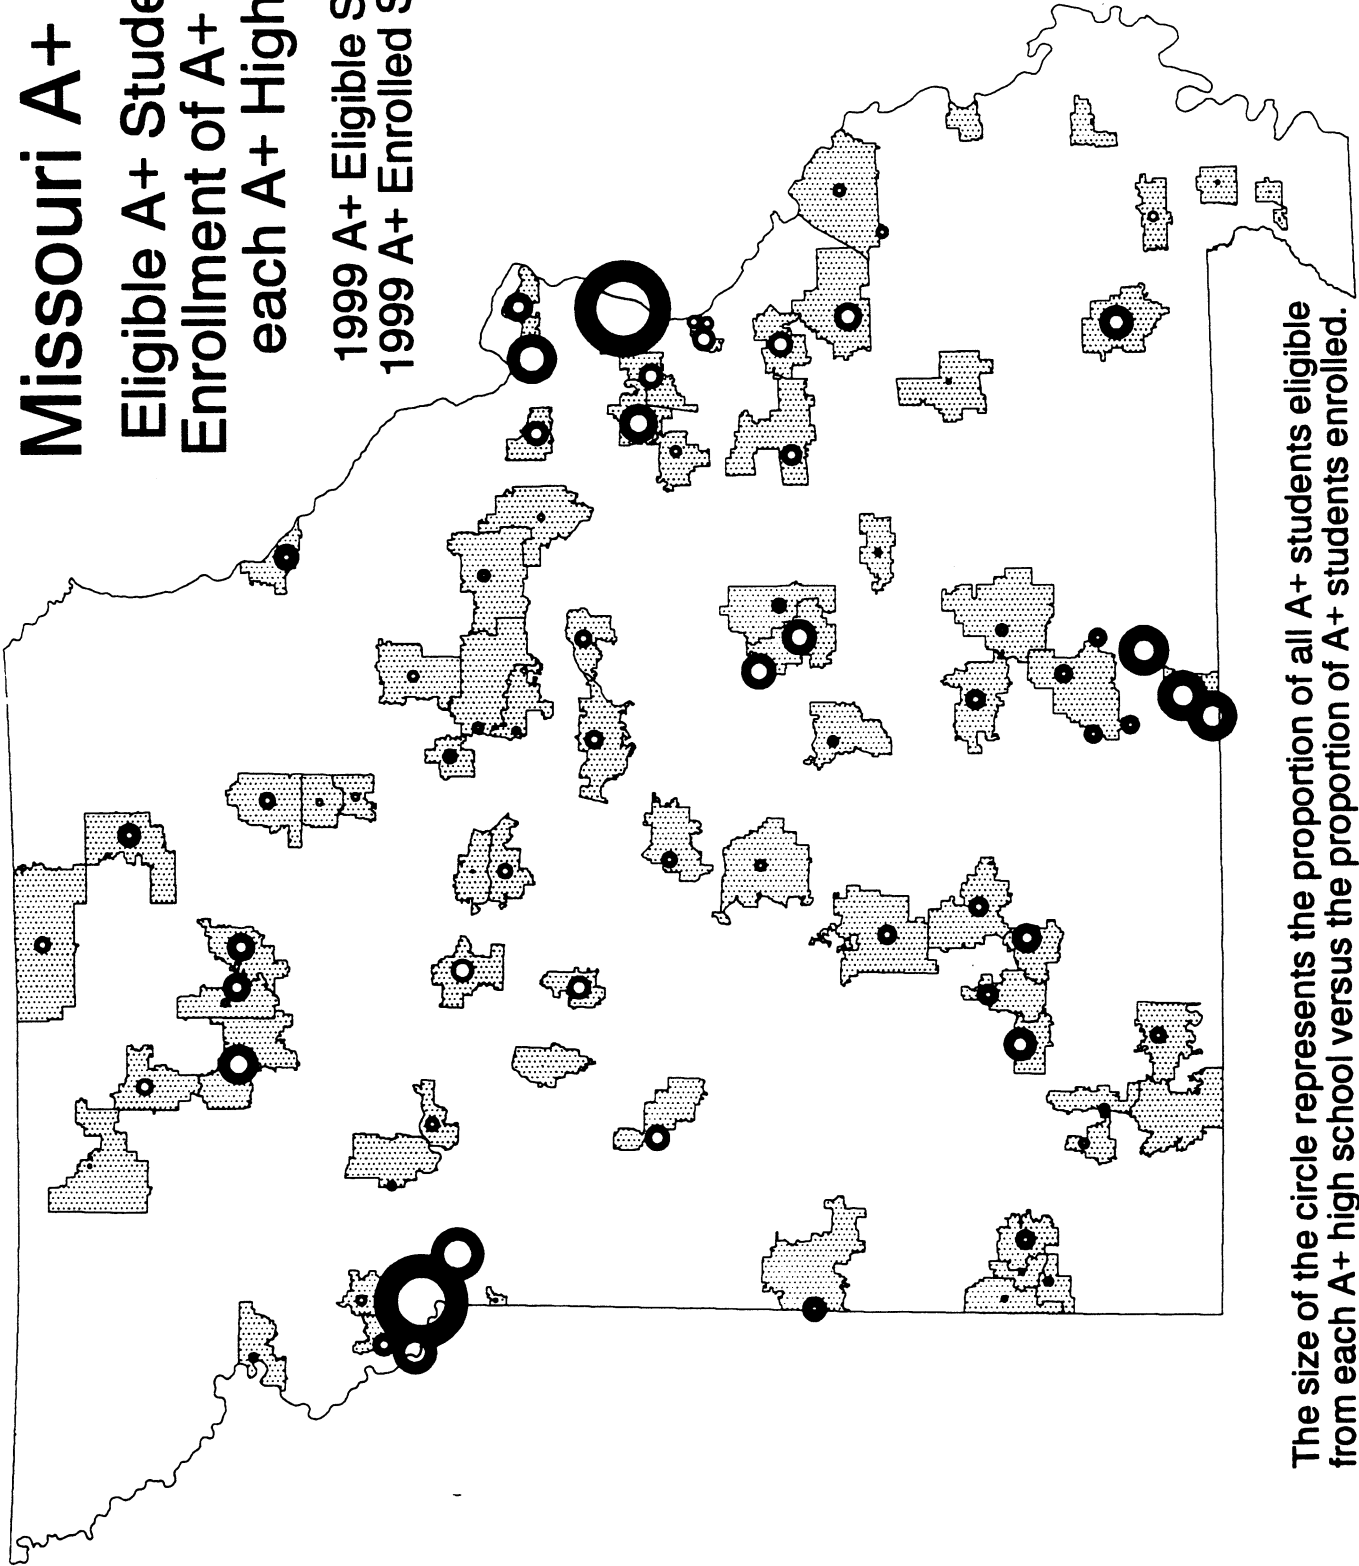 Missouri A+
Eligible A+ Stude
Enrollment of A+
each A+ High
1999 A+ Eligible S
1999 A+ Enrolled S
The size of the circle represents the proportion of all A+ students eligible
from each A+ high school versus the proportion of A+ students enrolled.